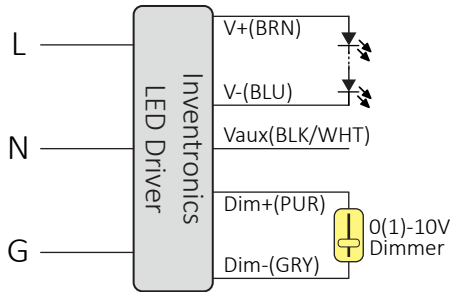 L
N
G
Inventronics
LED Driver
V+(BRN)
V-(BLU)
Vaux(BLK/WHT)
Dim+(PUR)
Dim-(GRY)
0(1)-10V
Dimmer